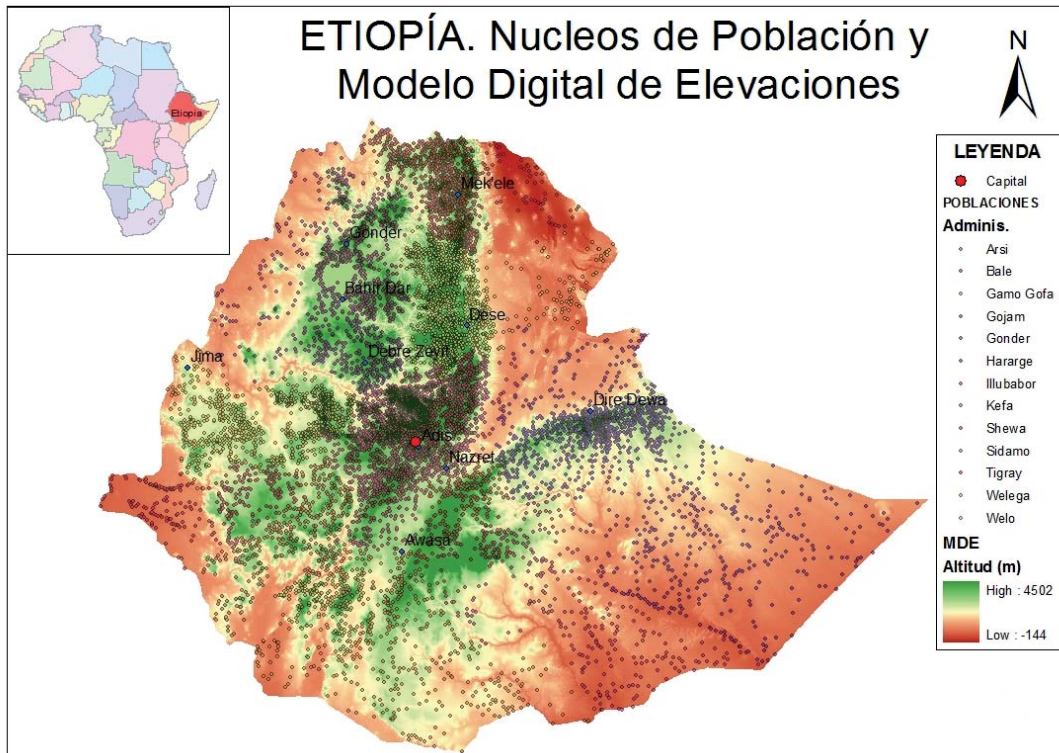 ETIOPÍA. Nucleos de Población y
Modelo Digital de Elevaciones
N
Etiopía
Mek'ele
Gonder
Bahir Dar
Dese
Debre Zeyit
Jima
Dire Dewa
Adis
Nazret
Awasa
LEYENDA
Capital
POBLACIONES
Adminis.
Arsi
Bale
Gamo Gofa
Gojam
Gonder
Hararge
Illubabor
Kefa
Shewa
Sidamo
Tigray
Welega
Welo
MDE
Altitud (m)
High : 4502
Low : -144